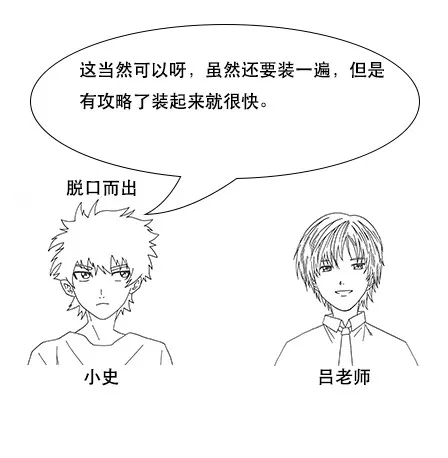 这当然可以呀，虽然还要装一遍，但是
有攻略了装起来就很快。
脱口而出
小史
吕老师